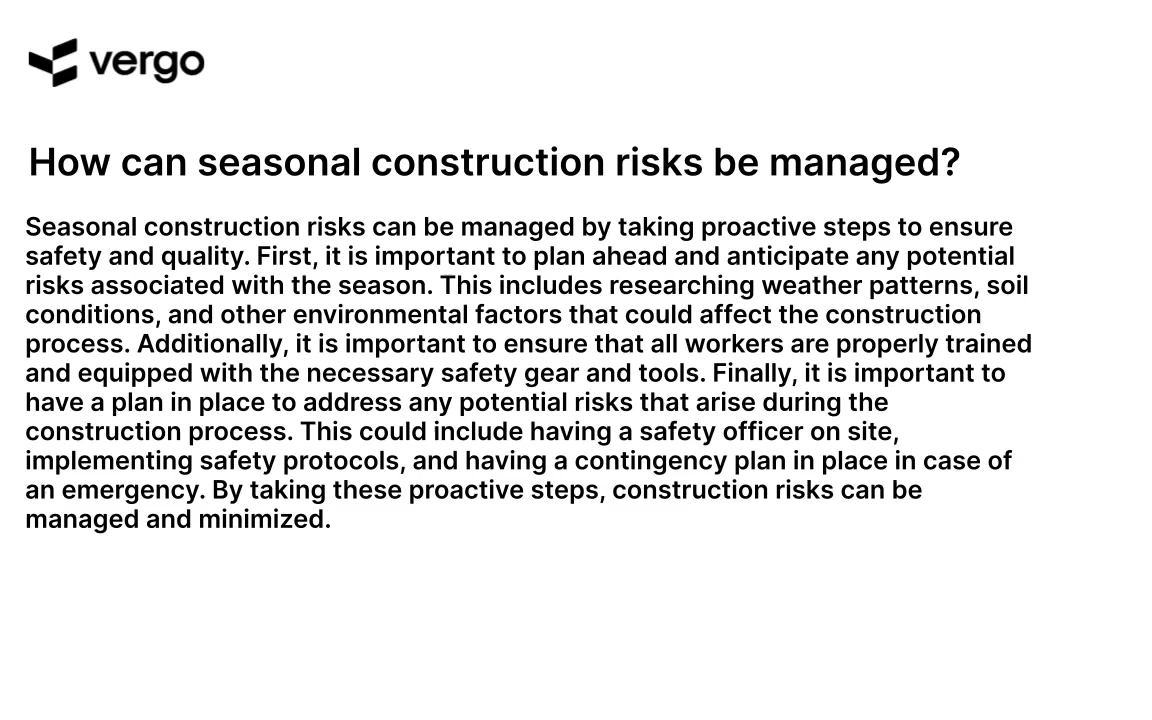 vergo
How can seasonal construction risks be managed?
Seasonal construction risks can be managed by taking proactive steps to ensure
safety and quality. First, it is important to plan ahead and anticipate any potential
risks associated with the season. This includes researching weather patterns, soil
conditions, and other environmental factors that could affect the construction
process. Additionally, it is important to ensure that all workers are properly trained
and equipped with the necessary safety gear and tools. Finally, it is important to
have a plan in place to address any potential risks that arise during the
construction process. This could include having a safety officer on site,
implementing safety protocols, and having a contingency plan in place in case of
an emergency. By taking these proactive steps, construction risks can be
managed and minimized.